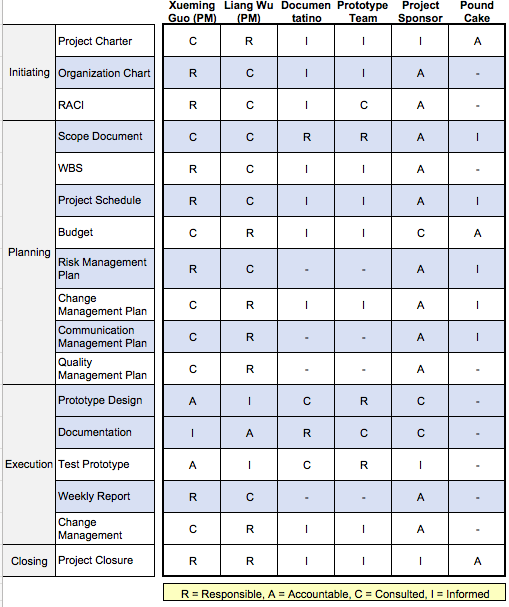 Xueming Liang Wu Documen Prototype Project Pound
Guo (PM) (PM) tatino Team Sponsor Cake
Project Charter C R I I I A
Initiating Organization Chart R C I I A -
RACI R C I C A -
Scope Document C C R R A I
WBS R C I I A -
Project Schedule R C I I A I
Budget C R I I C A
Planning
Risk Management
Plan R C - - A I
Change
Management Plan C R I I A I
Communication
Management Plan C R - - A I
Quality
Management Plan C R - - A -
Prototype Design A I C R C -
Documentation I A R C C -
Execution Test Prototype A I C R I -
Weekly Report R C - - A -
Change
Management C R I I A -
Closing Project Closure R R I I I A
R = Responsible, A = Accountable, C = Consulted, I = Informed